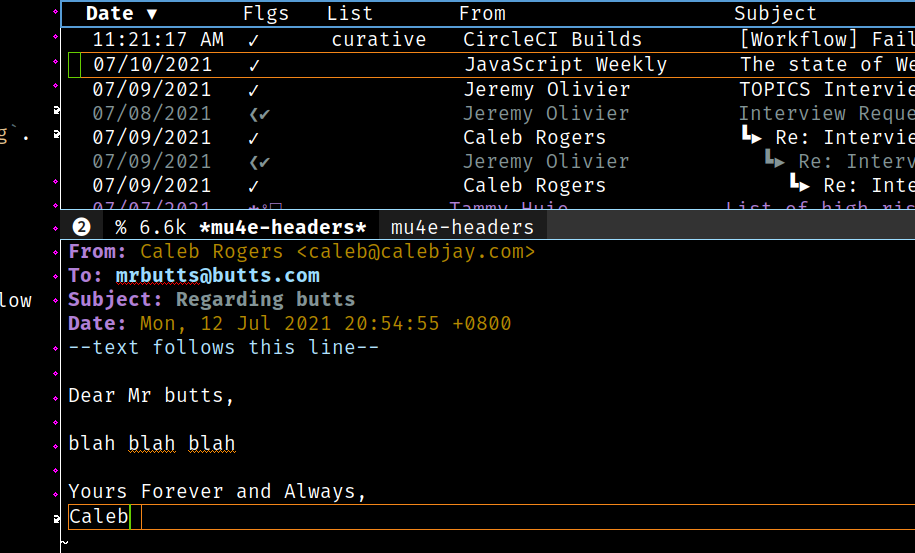 Date ▼ Flgs List From Subject
11:21:17 AM ✓ curative CircleCI Builds [Workflow] Fail
07/10/2021 ✓ JavaScript Weekly The state of We
07/09/2021 ✓ Jeremy Olivier TOPICS Intervie
07/08/2021 ❮✔ Jeremy Olivier Interview Reque
g`.
07/09/2021 ✓ Caleb Rogers ┗▶ Re: Intervie
07/09/2021 ❮✔ Jeremy Olivier ┗▶ Re: Interv
07/09/2021 ✓ Caleb Rogers ┗▶ Re: Inte
07/07/2021 Tammy Huie List of high ris
2 % 6.6k *mu4e-headers* mu4e-headers
From: Caleb Rogers <caleb@calebjay.com>
To: mrbutts@butts.com
Subject: Regarding butts
low
Date: Mon, 12 Jul 2021 20:54:55 +0800
--text follows this line--
Dear Mr butts,
blah blah blah
Yours Forever and Always,
Caleb
~